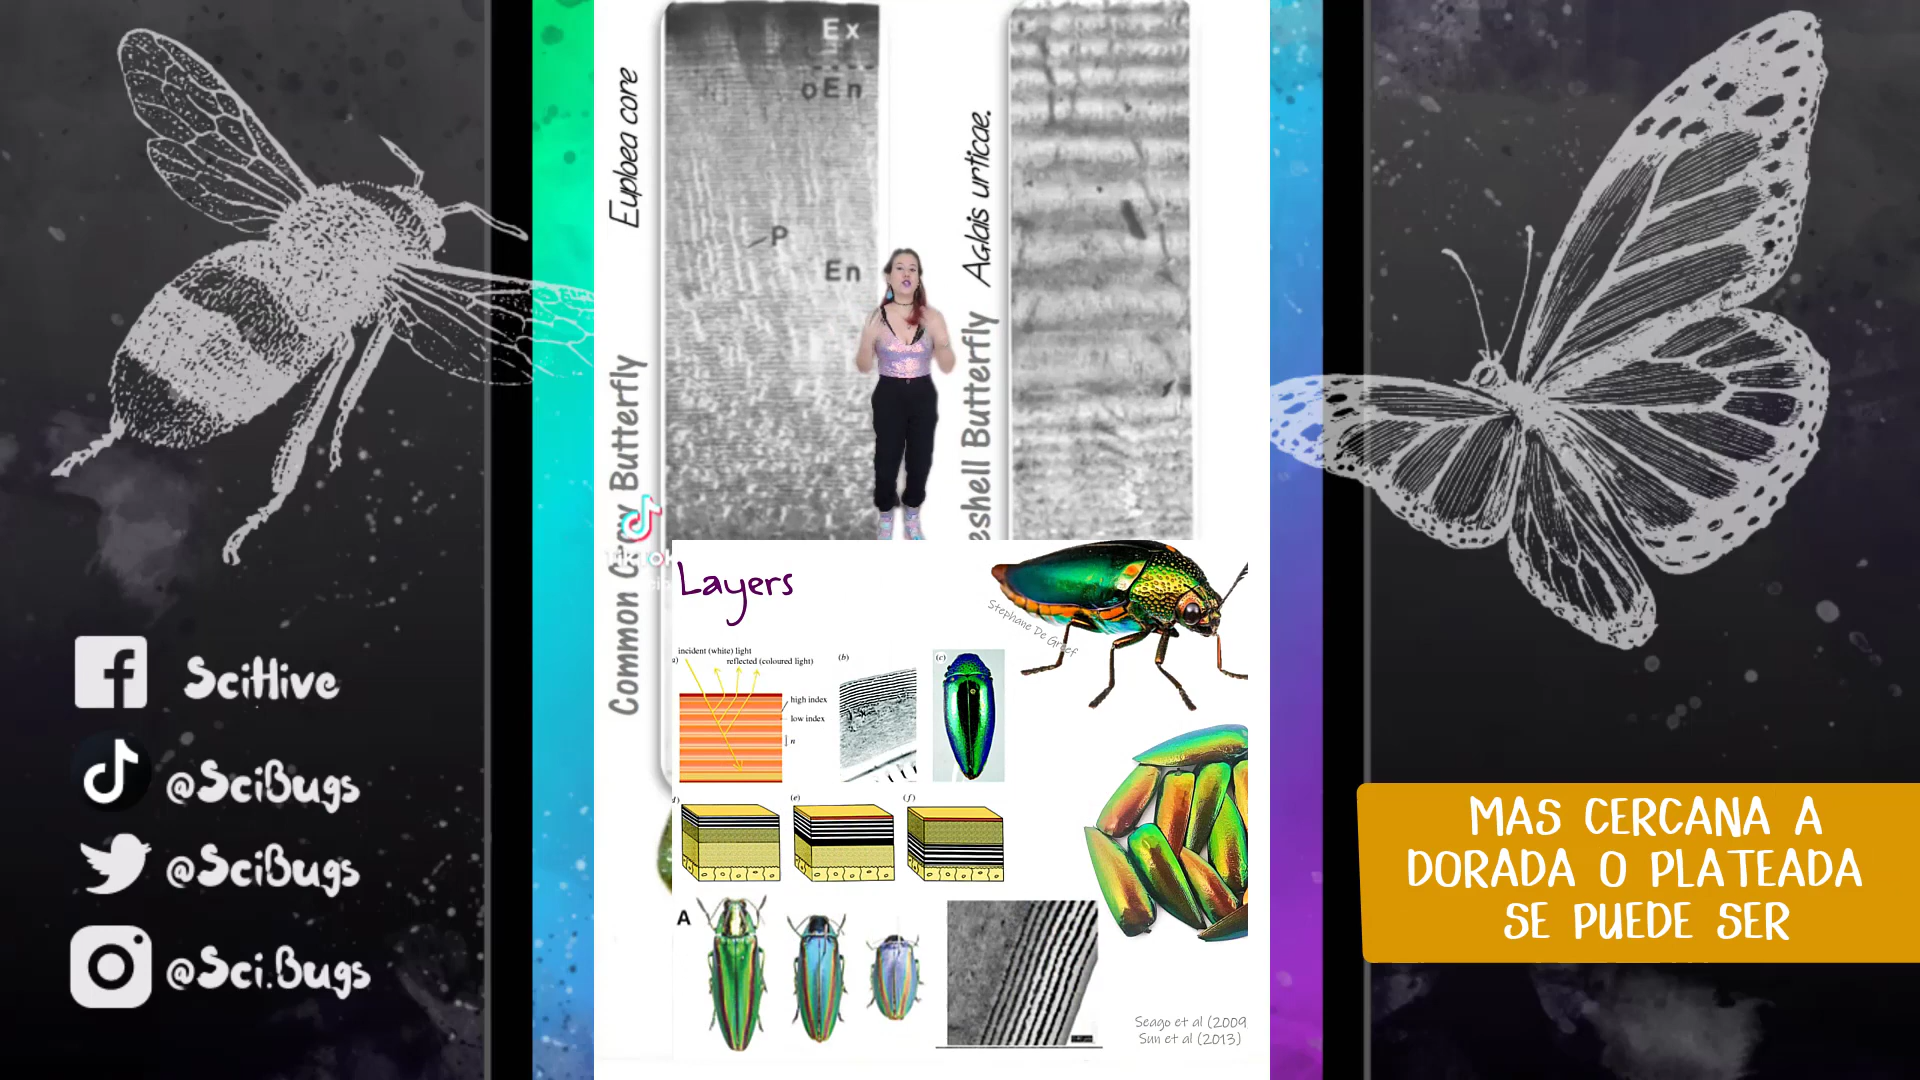 Ex
oEn
P
En
Euploea core
Common Crow Butterfly
Aglais urticae.
eshell Butterfly
TikTok
Layers
Stephane De Greef
incident (white) light
reflected (coloured) light)
high index
low index
n
(b)
(c)
(e)
(f)
A
Seago et al (2009
Sun et al (2013)
SciHive
@SciBugs
@SciBugs
@Sci.Bugs
MAS CERCANA A
DORADA O PLATEADA
SE PUEDE SER